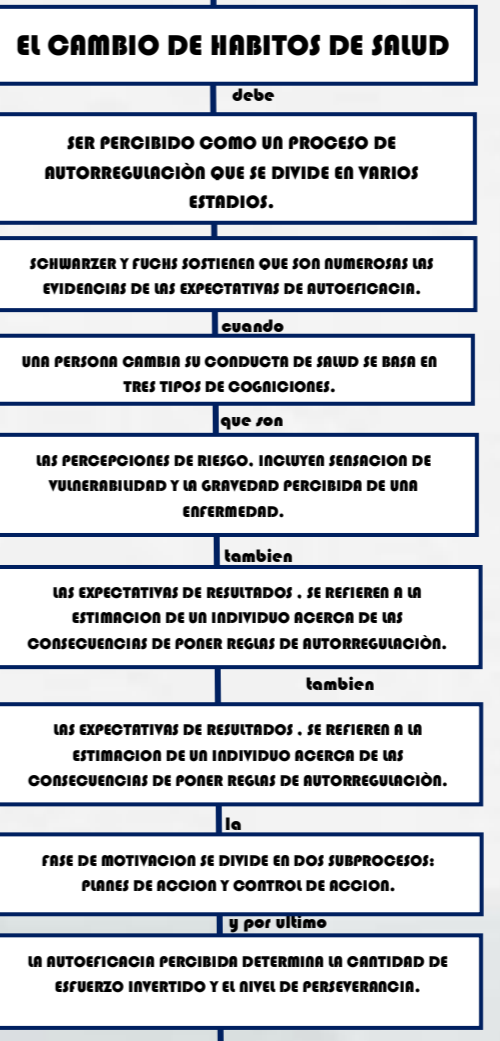 EL CAMBIO DE HABITOS DE SALUD
debe
SER PERCIBIDO COMO UN PROCESO DE
AUTORREGULACIÒN QUE SE DIVIDE EN VARIOS
ESTADIOS.
SCHWARZER Y FUCHS SOSTIENEN QUE SON NUMEROSAS LAS
EVIDENCIAS DE LAS EXPECTATIVAS DE AUTOEFICACIA.
cuando
UNA PERSONA CAMBIA SU CONDUCTA DE SALUD SE BASA EN
TRES TIPOS DE COGNICIONES.
que son
LAS PERCEPCIONES DE RIESGO, INCLUYEN SENSACION DE
VULNERABILIDAD Y LA GRAVEDAD PERCIBIDA DE UNA
ENFERMEDAD.
tambien
LAS EXPECTATIVAS DE RESULTADOS , SE REFIEREN A LA
ESTIMACION DE UN INDIVIDUO ACERCA DE LAS
CONSECUENCIAS DE PONER REGLAS DE AUTORREGULACIÒN.
tambien
LAS EXPECTATIVAS DE RESULTADOS , SE REFIEREN A LA
ESTIMACION DE UN INDIVIDUO ACERCA DE LAS
CONSECUENCIAS DE PONER REGLAS DE AUTORREGULACIÒN.
la
FASE DE MOTIVACION SE DIVIDE EN DOS SUBPROCESOS:
PLANES DE ACCION Y CONTROL DE ACCION.
y por ultimo
LA AUTOEFICACIA PERCIBIDA DETERMINA LA CANTIDAD DE
ESFUERZO INVERTIDO Y EL NIVEL DE PERSEVERANCIA.